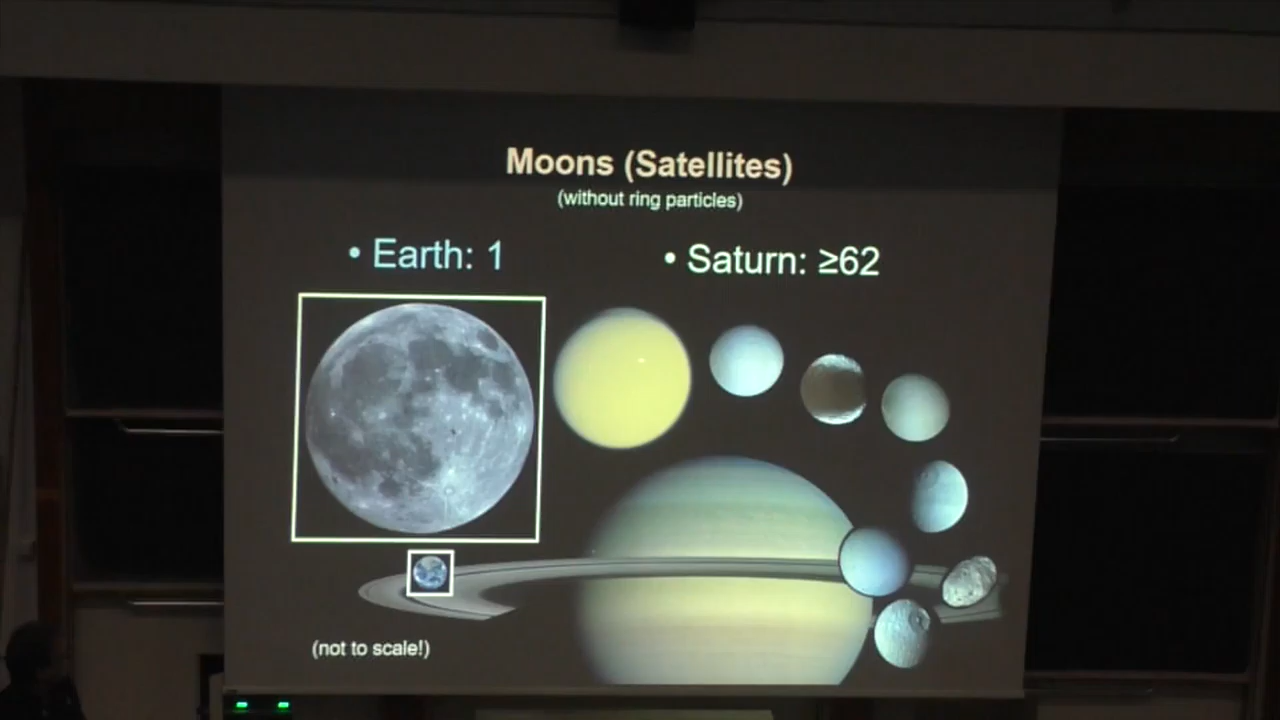 Moons (Satellites)
(without ring particles)
• Earth: 1
• Saturn: ≥62
(not to scale!)